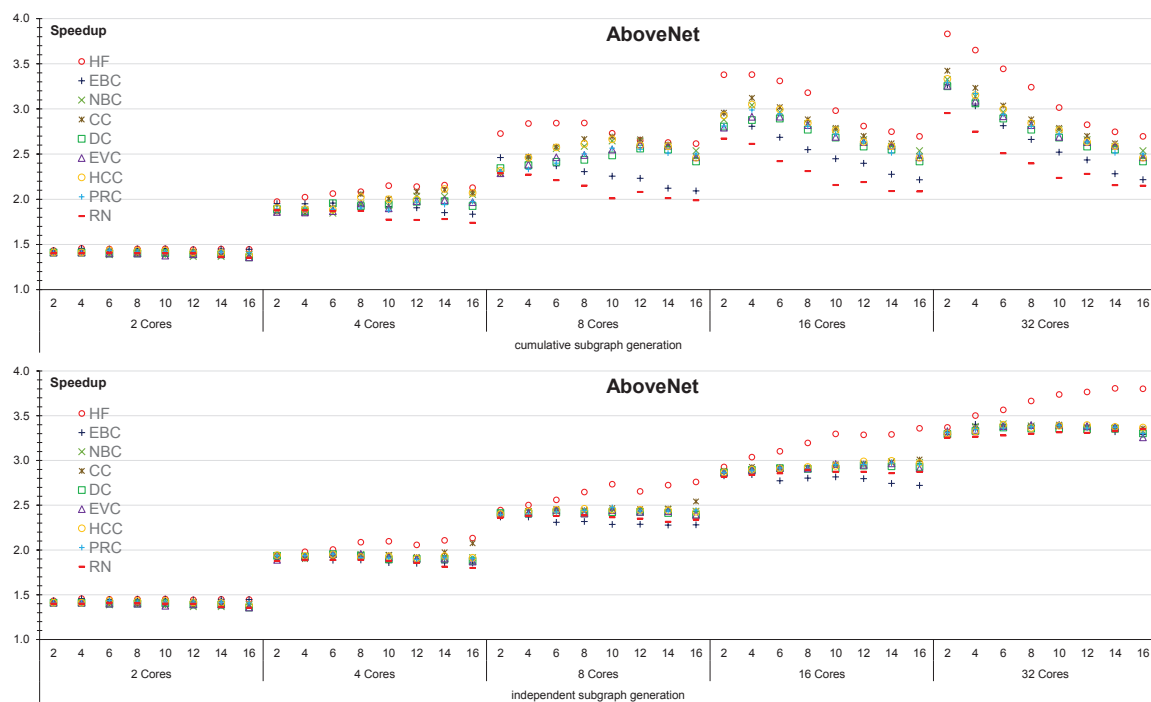 AboveNet
Speedup
4.0
3.5
3.0
2.5
2.0
1.5
1.0
HF
EBC
NBC
CC
DC
EVC
HCC
PRC
RN
2 4 6 8 10 12 14 16 2 4 6 8 10 12 14 16 2 4 6 8 10 12 14 16 2 4 6 8 10 12 14 16 2 4 6 8 10 12 14 16
2 Cores 4 Cores 8 Cores 16 Cores 32 Cores
cumulative subgraph generation
AboveNet
Speedup
4.0
3.5
3.0
2.5
2.0
1.5
1.0
HF
EBC
NBC
CC
DC
EVC
HCC
PRC
RN
2 4 6 8 10 12 14 16 2 4 6 8 10 12 14 16 2 4 6 8 10 12 14 16 2 4 6 8 10 12 14 16 2 4 6 8 10 12 14 16
2 Cores 4 Cores 8 Cores 16 Cores 32 Cores
independent subgraph generation